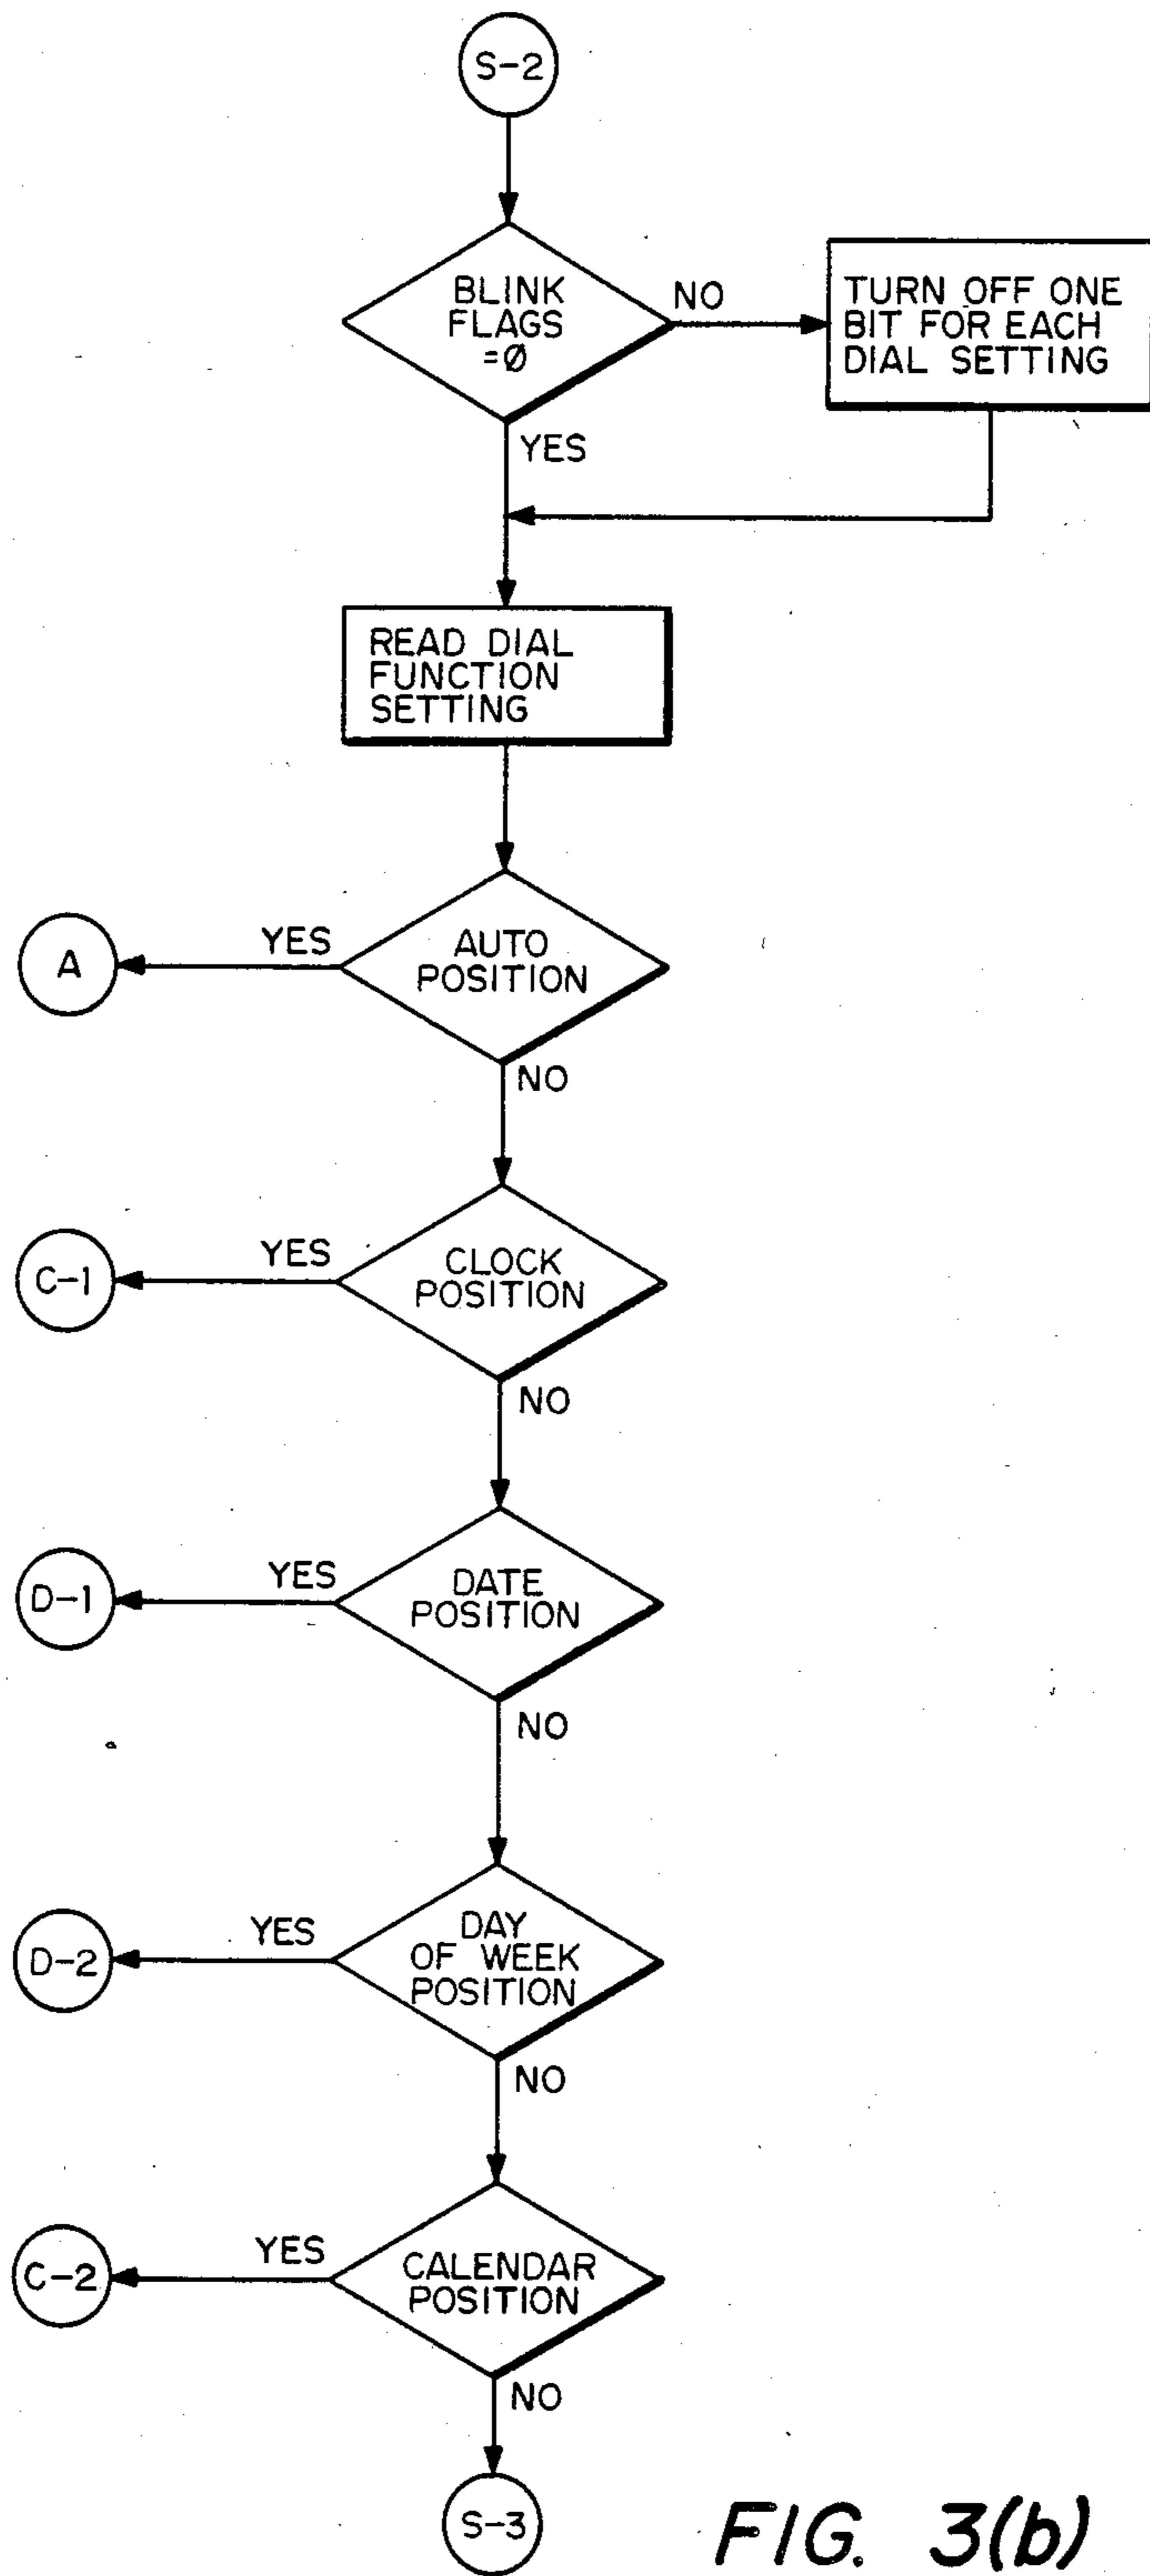 S-2
BLINK
FLAGS
=Ø
NO
TURN OFF ONE
BIT FOR EACH
DIAL SETTING
YES
READ DIAL
FUNCTION
SETTING
YES
AUTO
POSITION
A
NO
YES
CLOCK
POSITION
C-1
NO
YES
DATE
POSITION
D-1
NO
YES
DAY
OF WEEK
POSITION
D-2
NO
YES
CALENDAR
POSITION
C-2
NO
S-3
FIG. 3(b)